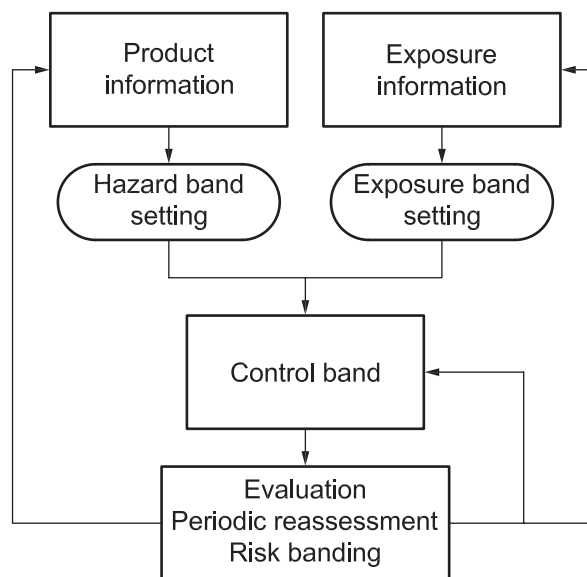 Product
information
Exposure
information
Hazard band
setting
Exposure band
setting
Control band
Evaluation
Periodic reassessment
Risk banding